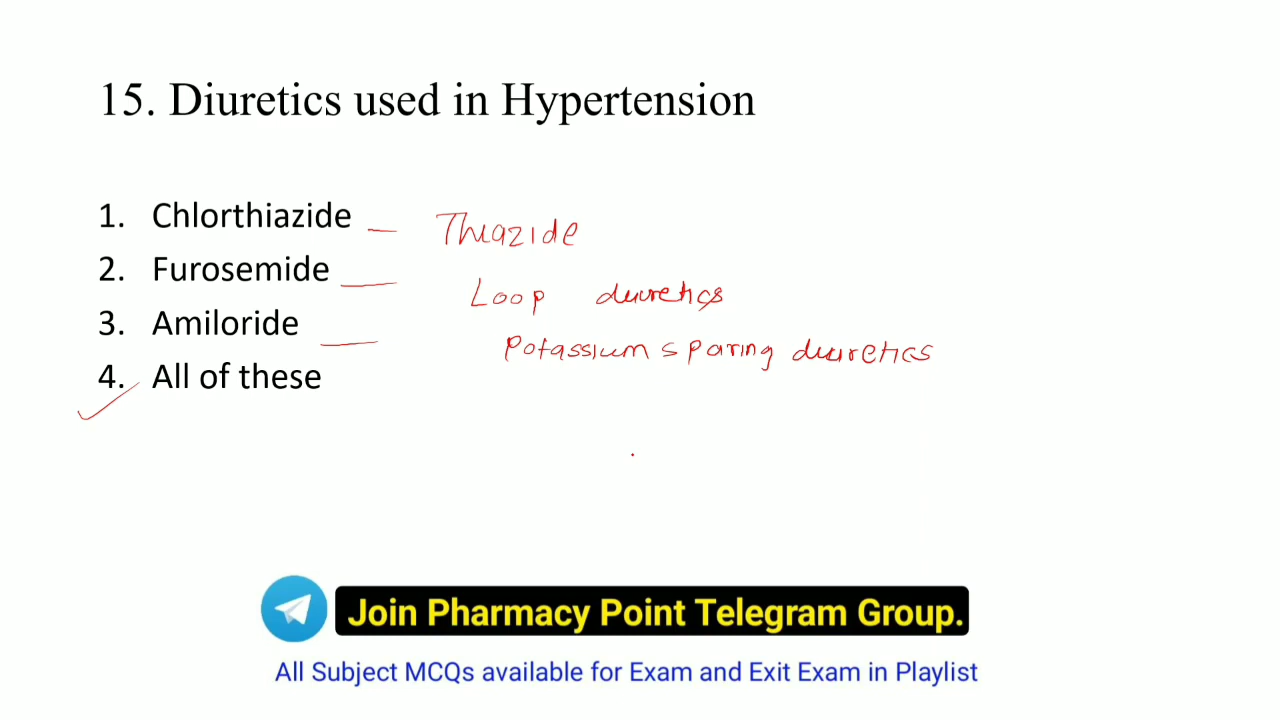 15. Diuretics used in Hypertension
1. Chlorthiazide – Thiazide
2. Furosemide — Loop diuretics
3. Amiloride — Potassium sparing diuretics
4. All of these
Join Pharmacy Point Telegram Group.
All Subject MCQs available for Exam and Exit Exam in Playlist